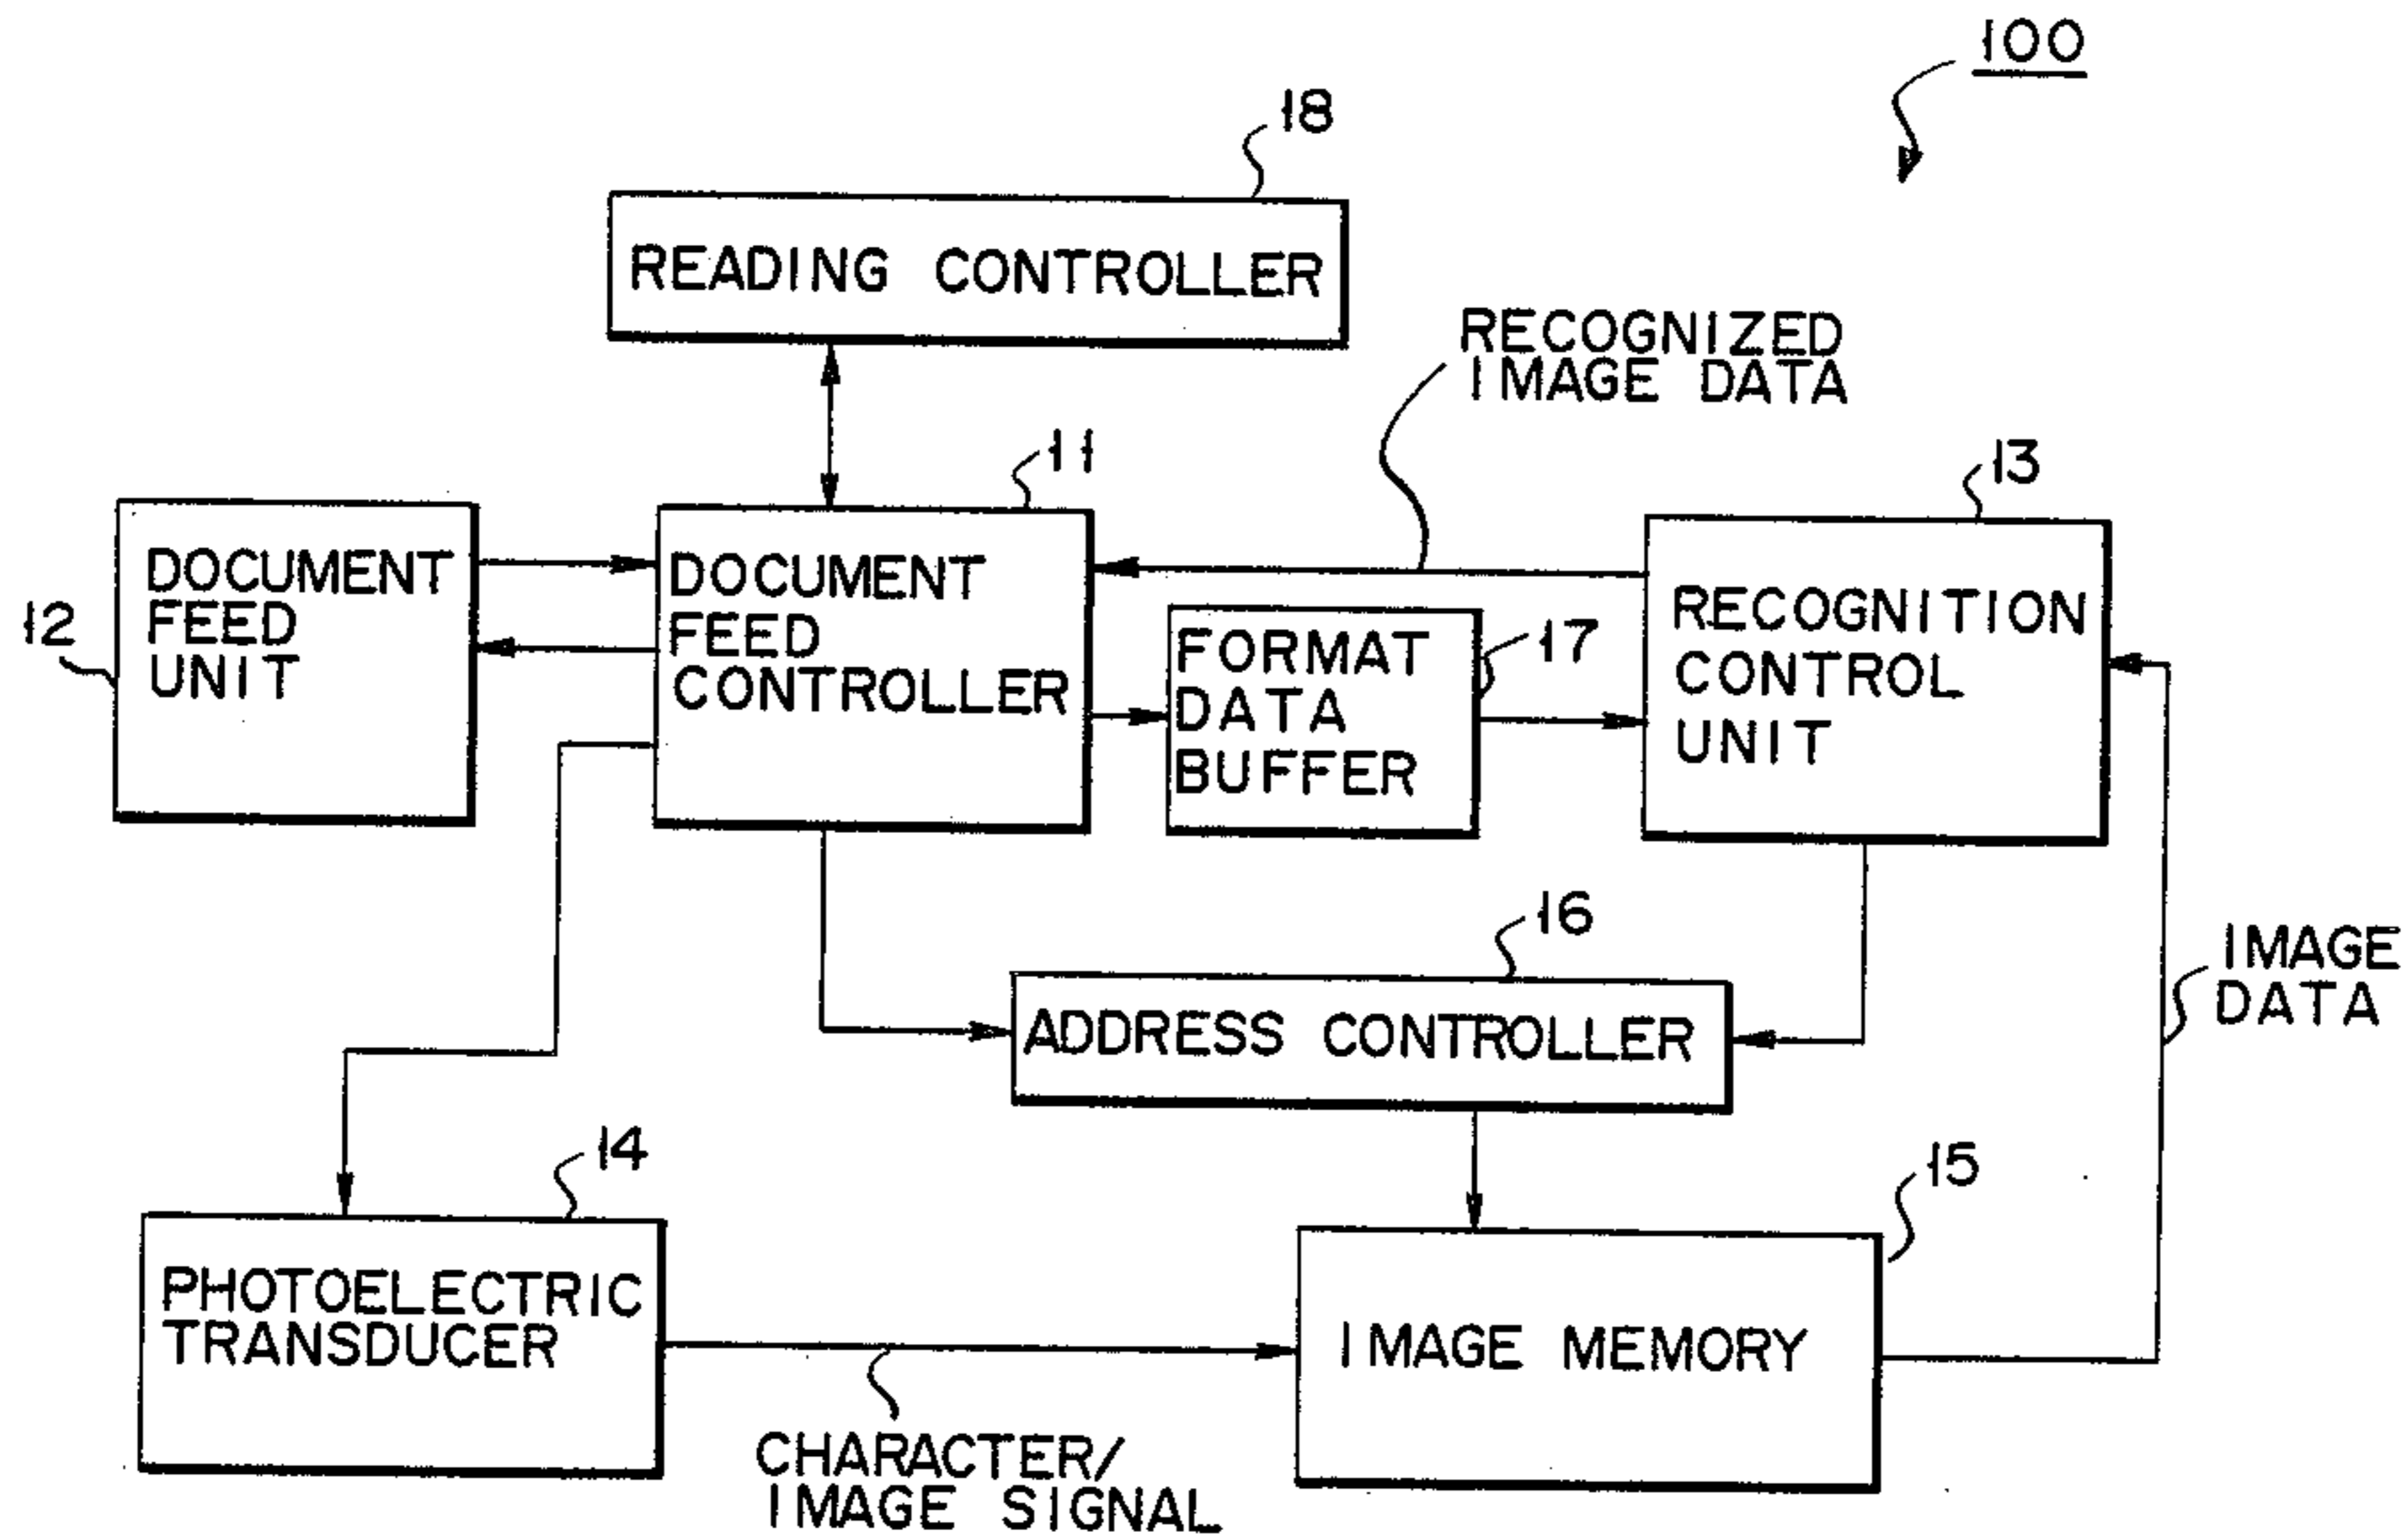 100
18
READING CONTROLLER
RECOGNIZED
IMAGE DATA
11
13
12
DOCUMENT
FEED
UNIT
DOCUMENT
FEED
CONTROLLER
FORMAT
DATA
BUFFER
17
RECOGNITION
CONTROL
UNIT
16
ADDRESS CONTROLLER
IMAGE
DATA
14
15
PHOTOELECTRIC
TRANSDUCER
IMAGE MEMORY
CHARACTER/
IMAGE SIGNAL